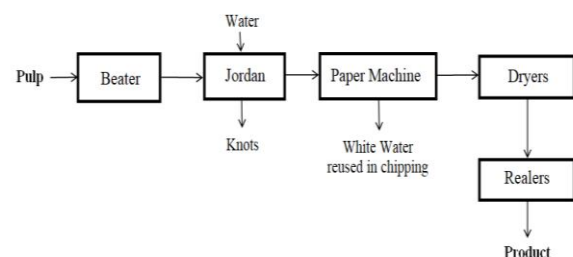 Water
Pulp
Beater
Jordan
Paper Machine
Dryers
Knots
White Water
reused in chipping
Realers
Product